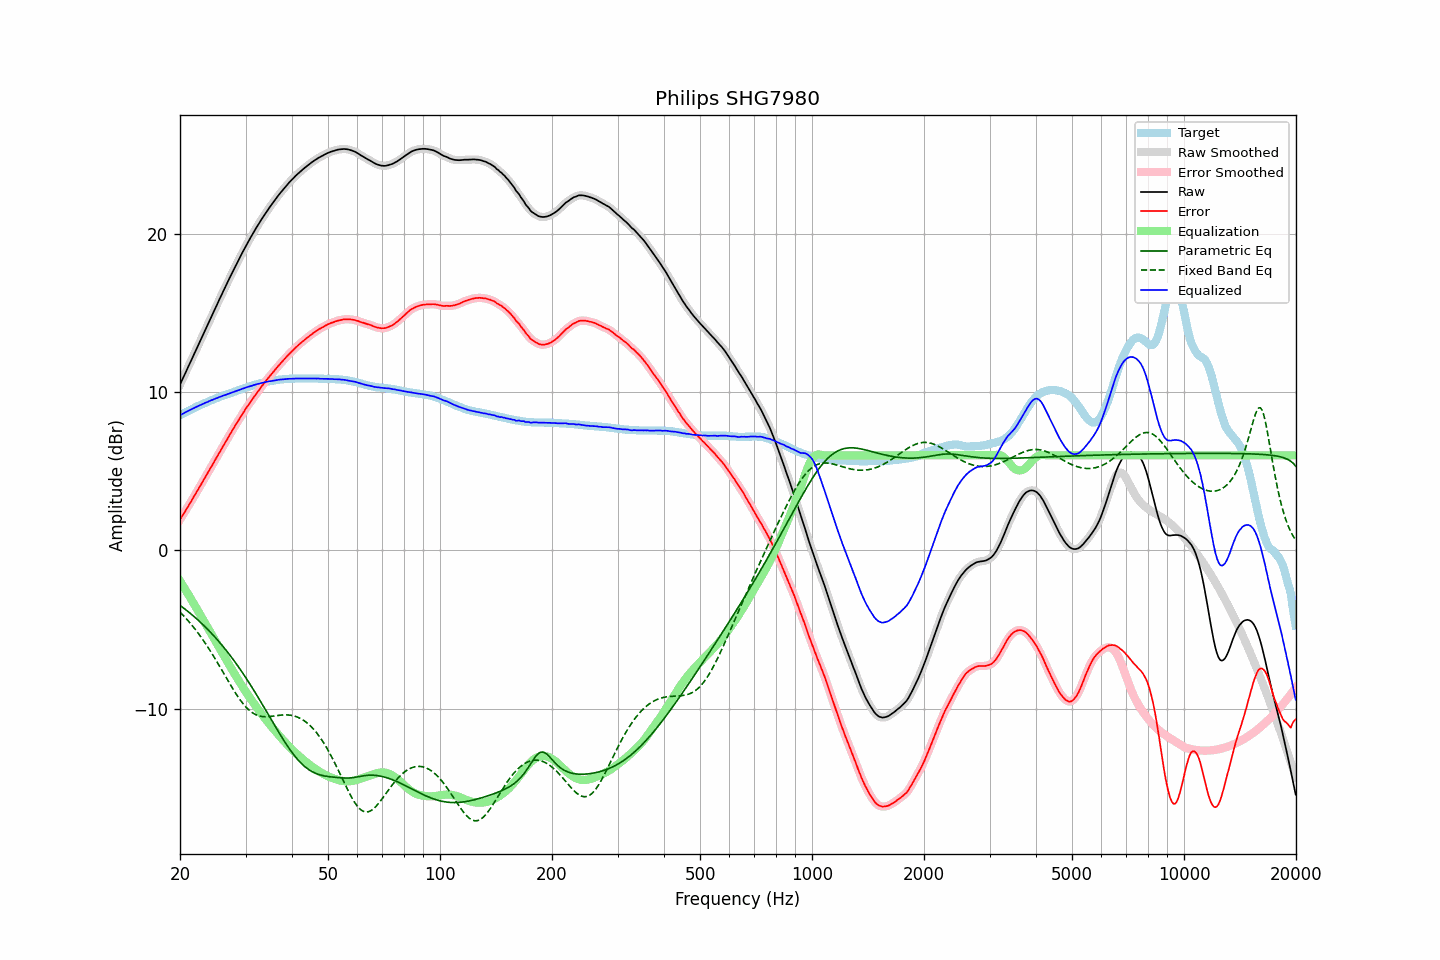 Philips SHG7980
Target
Raw Smoothed
Error Smoothed
Raw
Error
Equalization
Parametric Eq
Fixed Band Eq
Equalized
20
10
0
−10
Amplitude (dBr)
20 50 100 200 500 1000 2000 5000 10000 20000
Frequency (Hz)